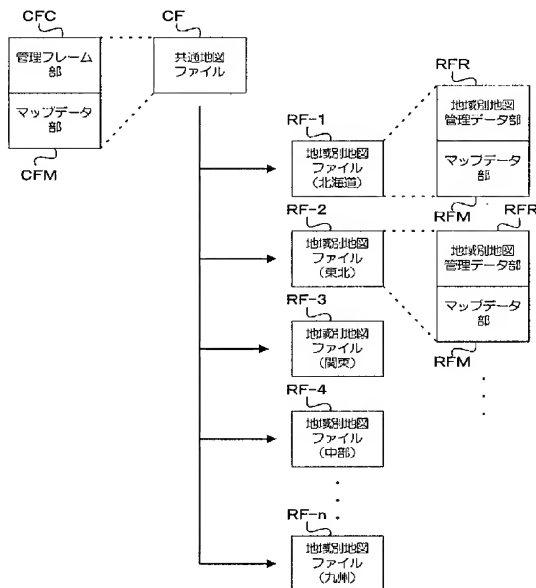 CFC
管理フレーム
部
マップデータ
部
CFM
CF
共通地図
ファイル
RFR
地域別地図
管理データ部
マップデータ
部
RFM
RF-1
地域別地図
ファイル
(北海道)
RF-2
地域別地図
ファイル
(東北)
RFR
地域別地図
管理データ部
マップデータ
部
RFM
RF-3
地域別地図
ファイル
(関東)
RF-4
地域別地図
ファイル
(中部)
RF-n
地域別地図
ファイル
(九州)